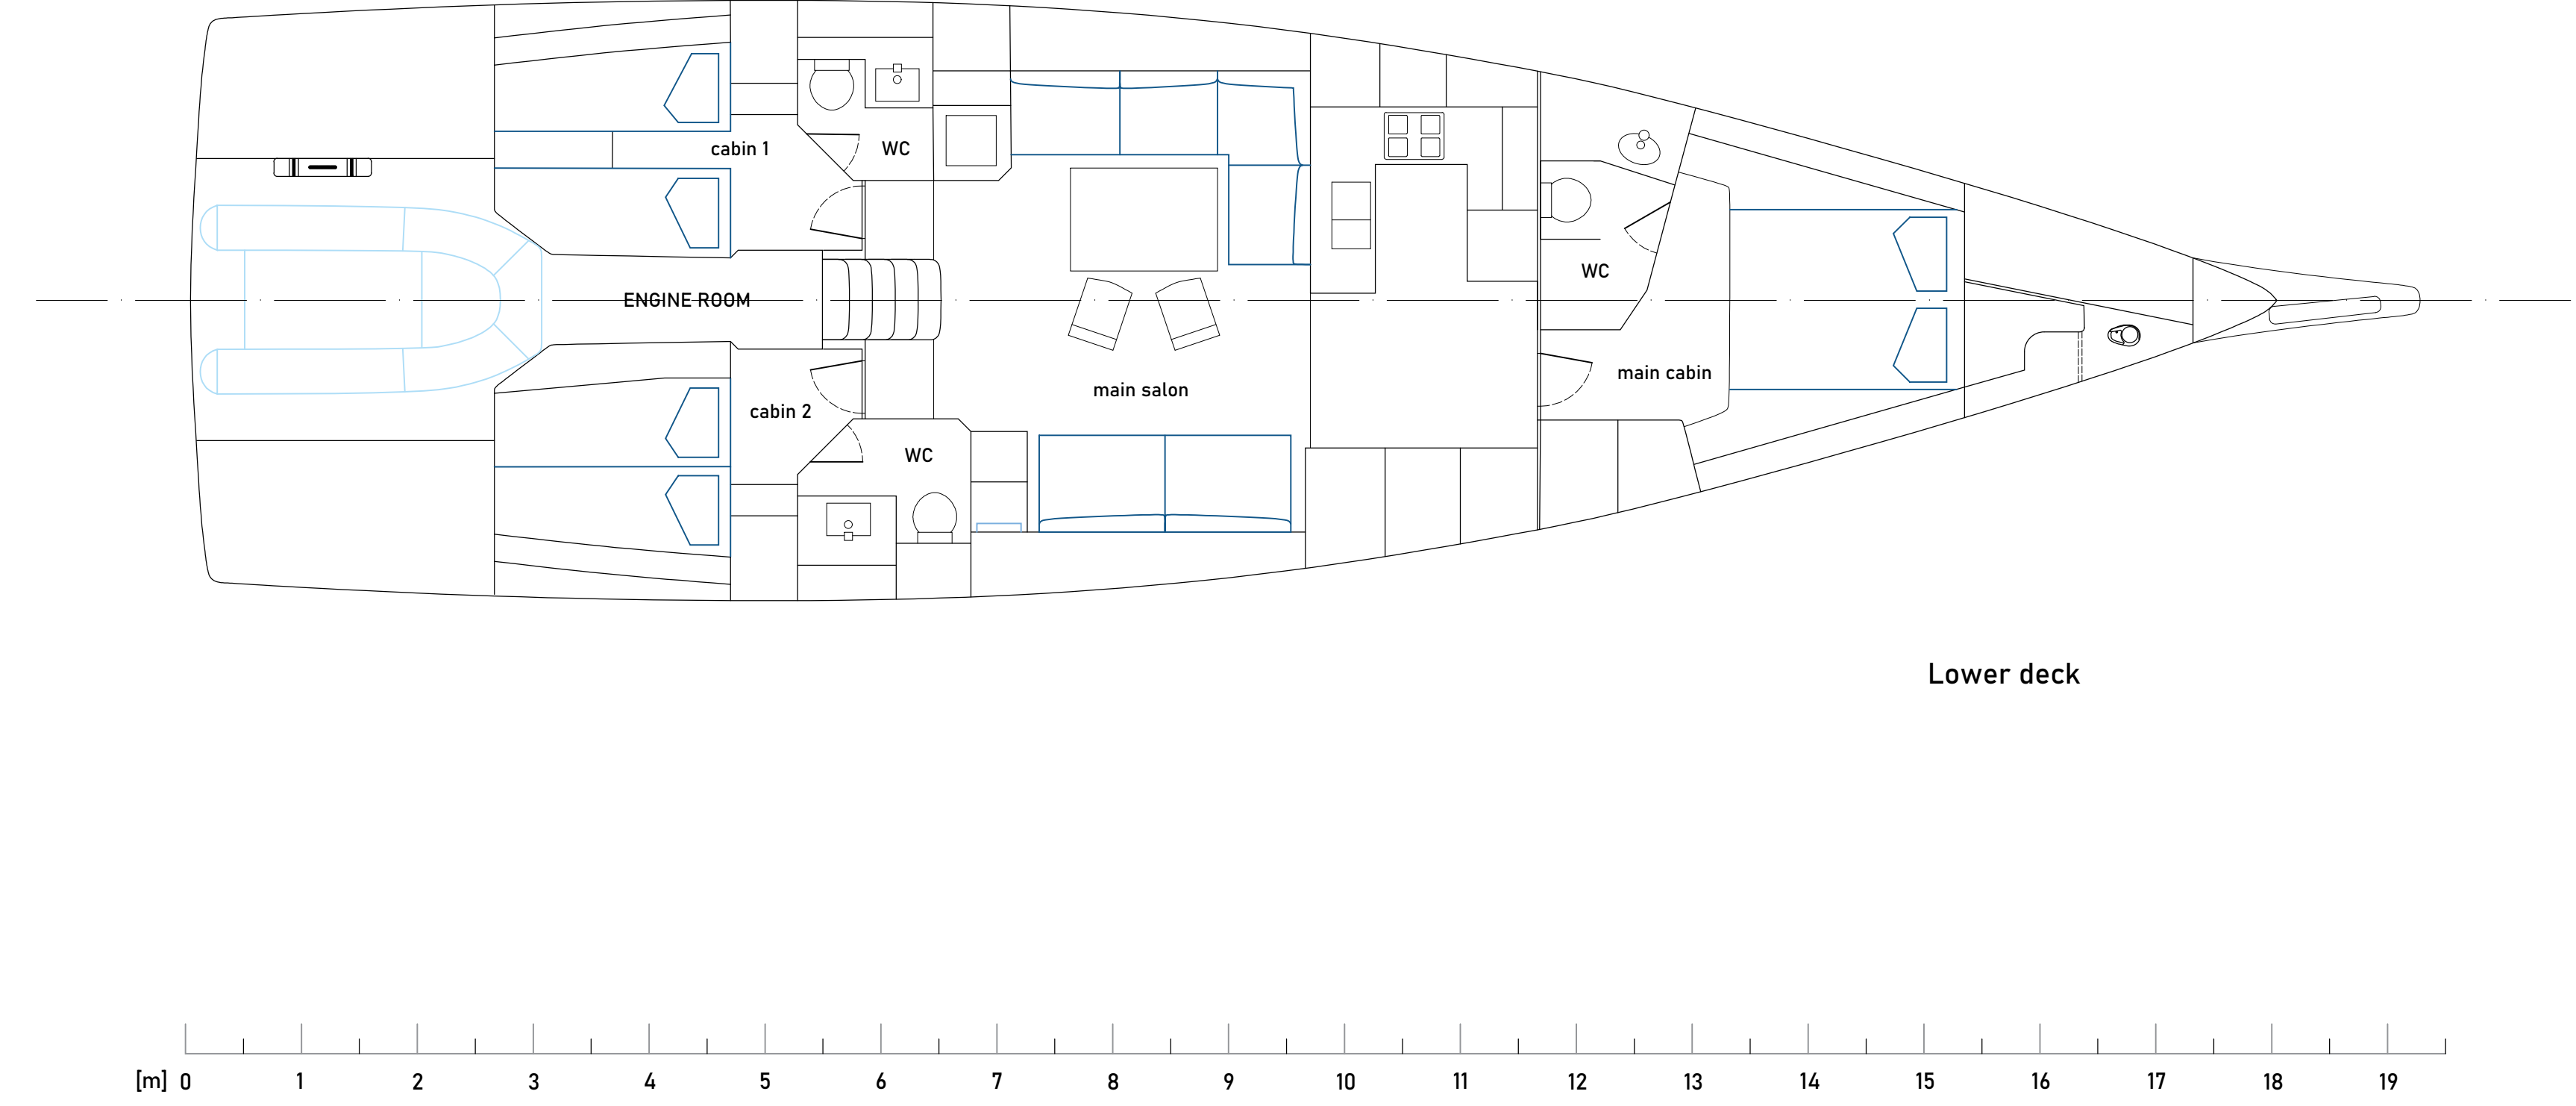 cabin 1
WC
WC
ENGINE ROOM
main salon
main cabin
cabin 2
WC
Lower deck
[m] 0 1 2 3 4 5 6 7 8 9 10 11 12 13 14 15 16 17 18 19